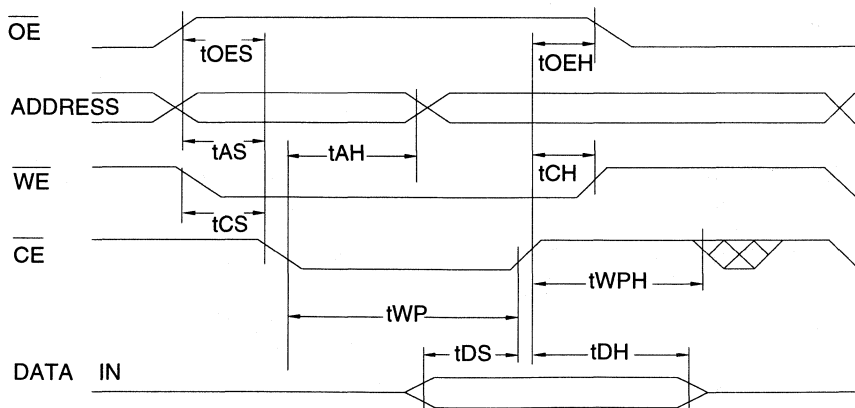 OE
tOES
tOEH
ADDRESS
tAS
tAH
WE
tCH
tCS
CE
tWPH
tWP
tDS
tDH
DATA IN